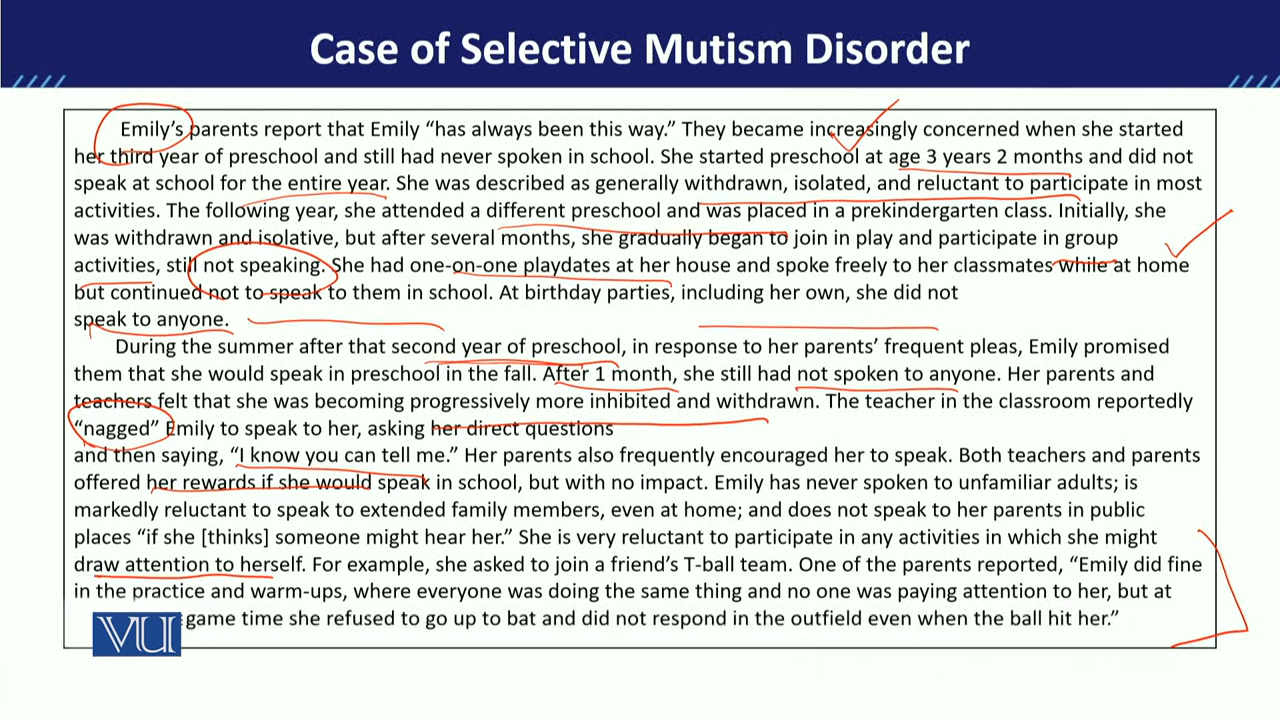 Case of Selective Mutism Disorder
Emily’s parents report that Emily “has always been this way.” They became increasingly concerned when she started
her third year of preschool and still had never spoken in school. She started preschool at age 3 years 2 months and did not
speak at school for the entire year. She was described as generally withdrawn, isolated, and reluctant to participate in most
activities. The following year, she attended a different preschool and was placed in a prekindergarten class. Initially, she
was withdrawn and isolative, but after several months, she gradually began to join in play and participate in group
activities, still not speaking. She had one-on-one playdates at her house and spoke freely to her classmates while at home
but continued not to speak to them in school. At birthday parties, including her own, she did not
speak to anyone.
During the summer after that second year of preschool, in response to her parents’ frequent pleas, Emily promised
them that she would speak in preschool in the fall. After 1 month, she still had not spoken to anyone. Her parents and
teachers felt that she was becoming progressively more inhibited and withdrawn. The teacher in the classroom reportedly
“nagged” Emily to speak to her, asking her direct questions
and then saying, “I know you can tell me.” Her parents also frequently encouraged her to speak. Both teachers and parents
offered her rewards if she would speak in school, but with no impact. Emily has never spoken to unfamiliar adults; is
markedly reluctant to speak to extended family members, even at home; and does not speak to her parents in public
places “if she [thinks] someone might hear her.” She is very reluctant to participate in any activities in which she might
draw attention to herself. For example, she asked to join a friend’s T-ball team. One of the parents reported, “Emily did fine
in the practice and warm-ups, where everyone was doing the same thing and no one was paying attention to her, but at
game time she refused to go up to bat and did not respond in the outfield even when the ball hit her.”
VU